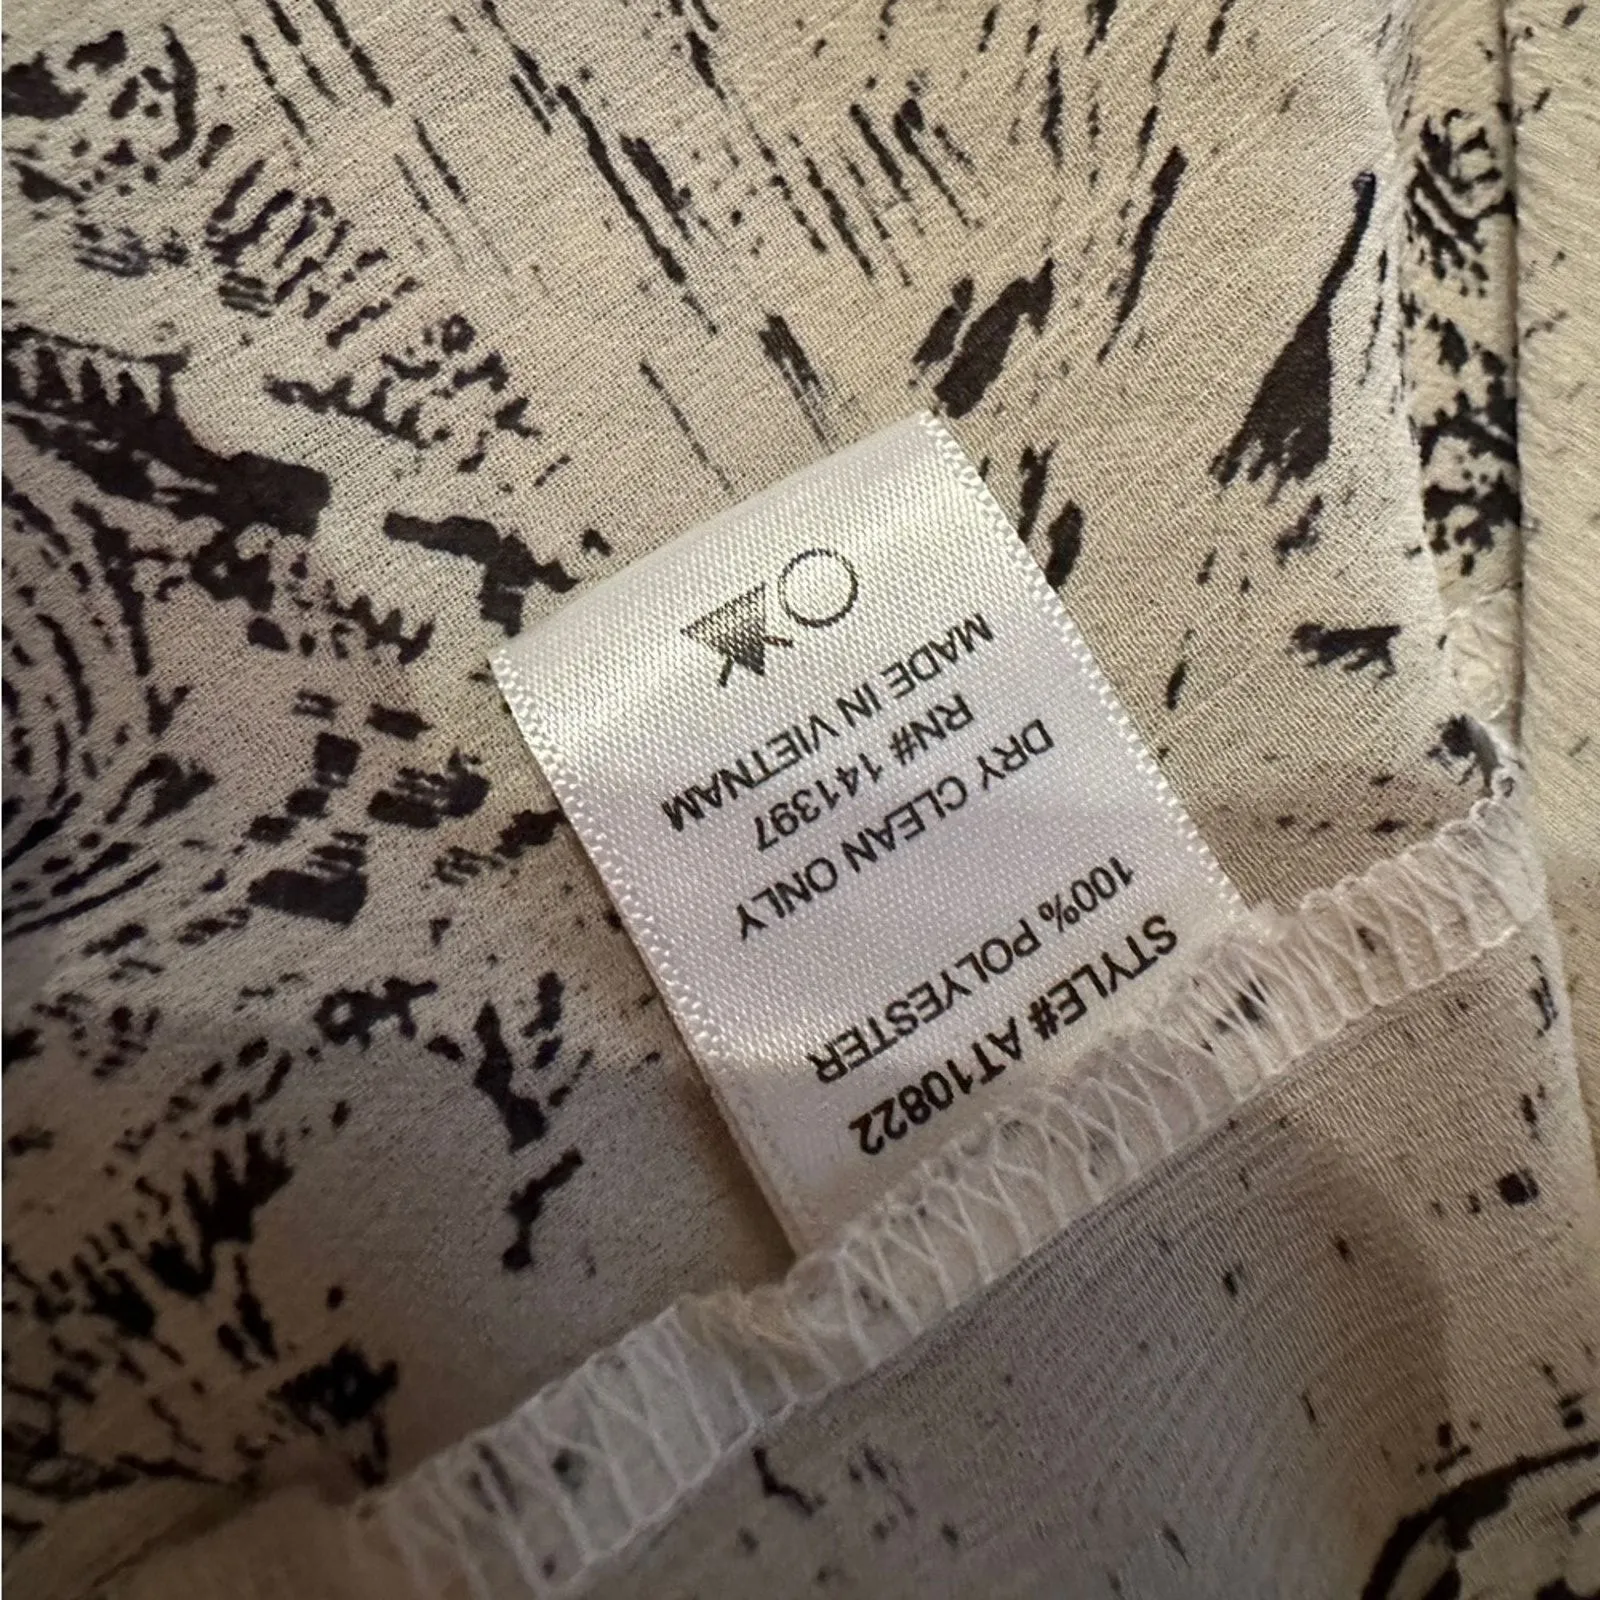 STYLE# AT10822
100% POLYESTER
DRY CLEAN ONLY
RN# 141397
MADE IN VIETNAM